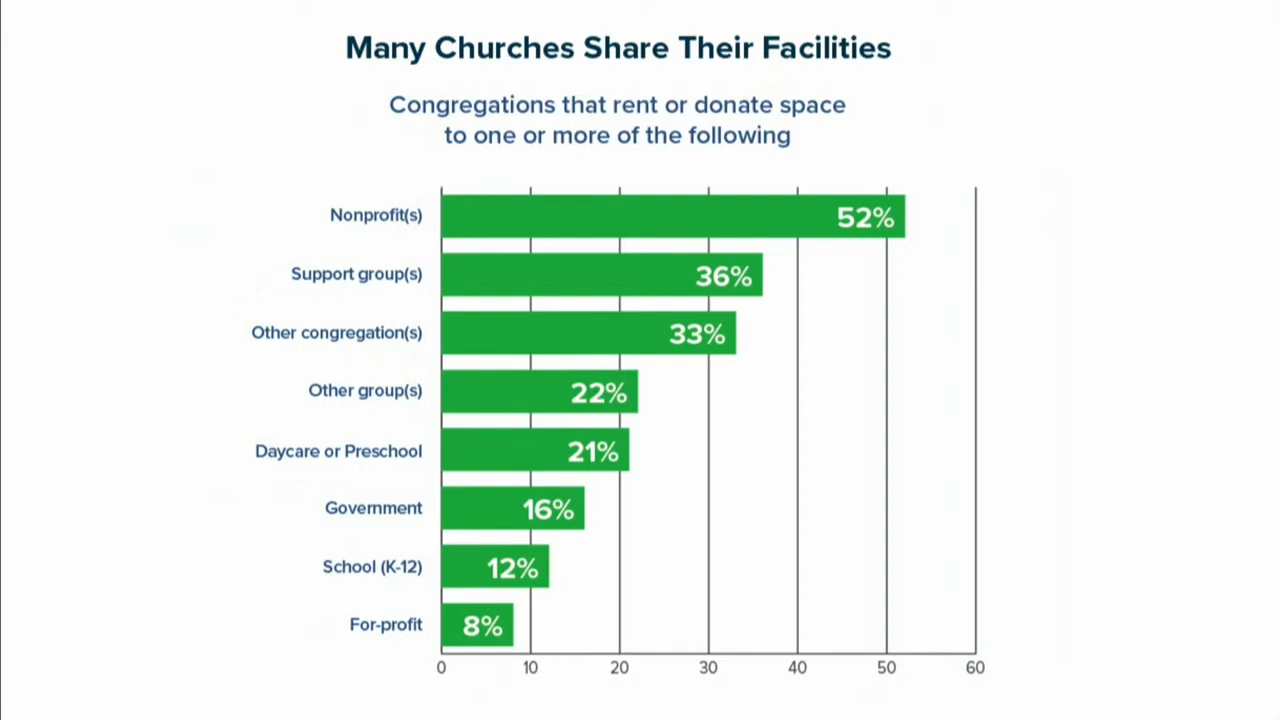 Many Churches Share Their Facilities
Congregations that rent or donate space
to one or more of the following
Nonprofit(s) 52%
Support group(s) 36%
Other congregation(s) 33%
Other group(s) 22%
Daycare or Preschool 21%
Government 16%
School (K-12) 12%
For-profit 8%
0 10 20 30 40 50 60